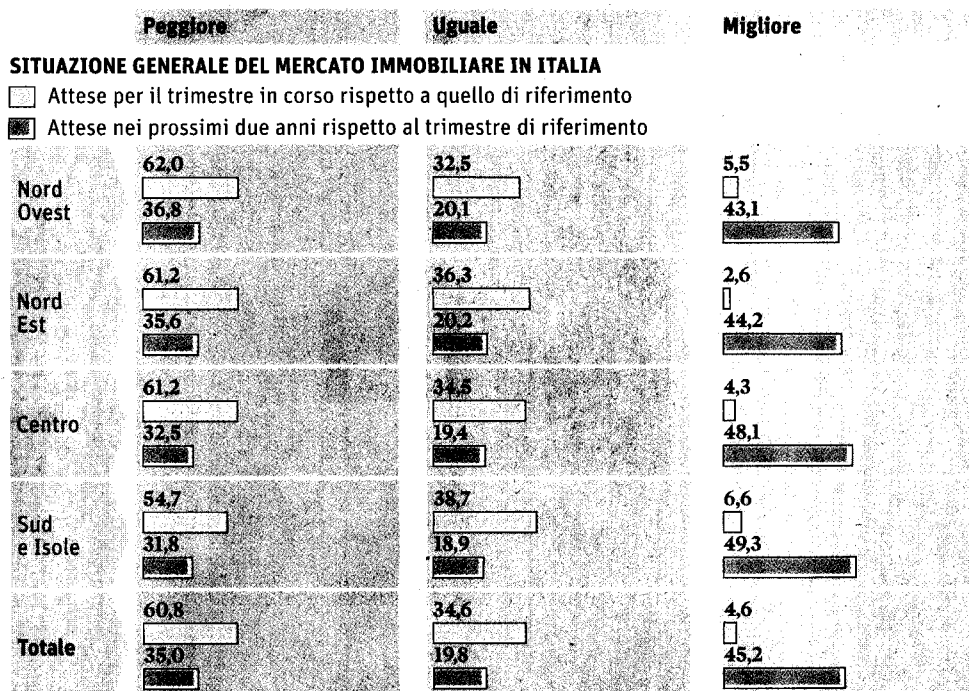 Peggiore Uguale Migliore
SITUAZIONE GENERALE DEL MERCATO IMMOBILIARE IN ITALIA
Attese per il trimestre in corso rispetto a quello di riferimento
Attese nei prossimi due anni rispetto al trimestre di riferimento
62,0 32,5 5,5
Nord
Ovest
36,8 20,1 43,1
61,2 36,3 2,6
Nord
Est
35,6 20,2 44,2
61,2 34,5 4,3
Centro
32,5 19,4 48,1
54,7 38,7 6,6
Sud
e Isole
31,8 18,9 49,3
60,8 34,6 4,6
Totale
35,0 19,8 45,2